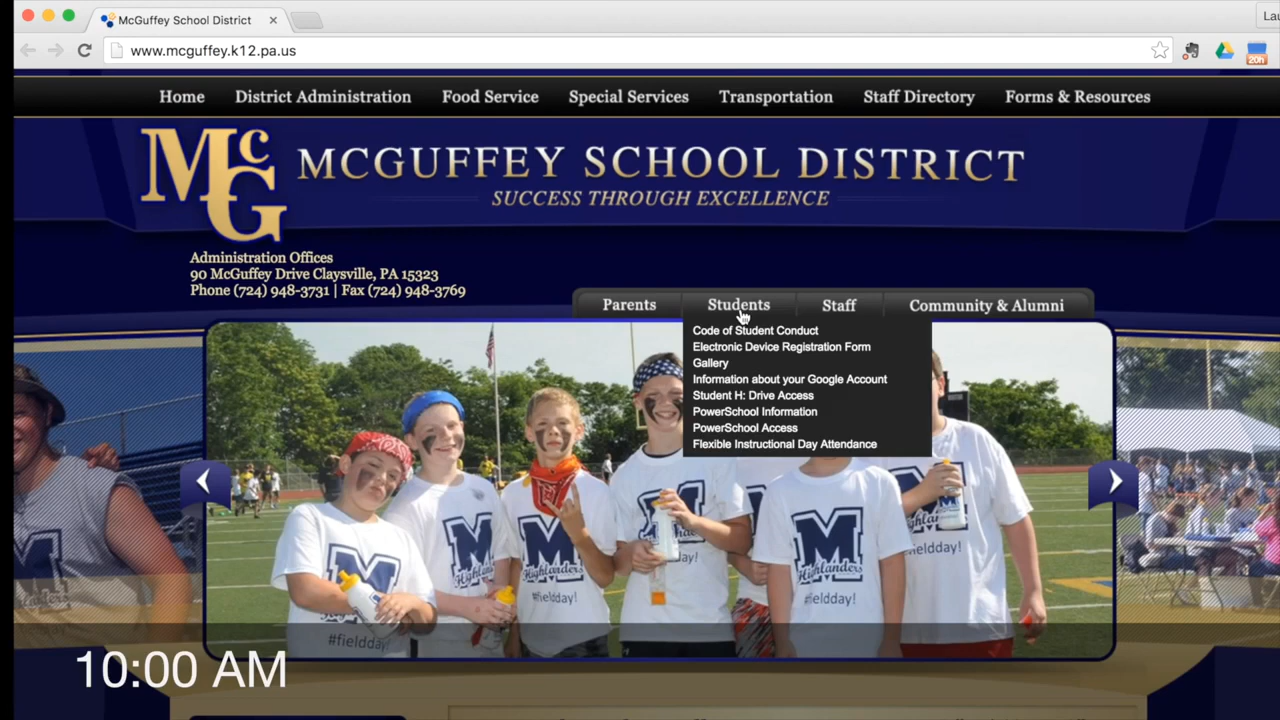 McGuffey School District
Lau
www.mcguffey.k12.pa.us
20h
Home District Administration Food Service Special Services Transportation Staff Directory Forms & Resources
McG
MCGUFFEY SCHOOL DISTRICT
SUCCESS THROUGH EXCELLENCE
Administration Offices
90 McGuffey Drive Claysville, PA 15323
Phone (724) 948-3731 | Fax (724) 948-3769
Parents Students Staff Community & Alumni
Code of Student Conduct
Electronic Device Registration Form
Gallery
Information about your Google Account
Student H: Drive Access
PowerSchool Information
PowerSchool Access
Flexible Instructional Day Attendance
M M M M M
Highlanders
#fieldday!
#fieldday!
#fieldday!
10:00 AM